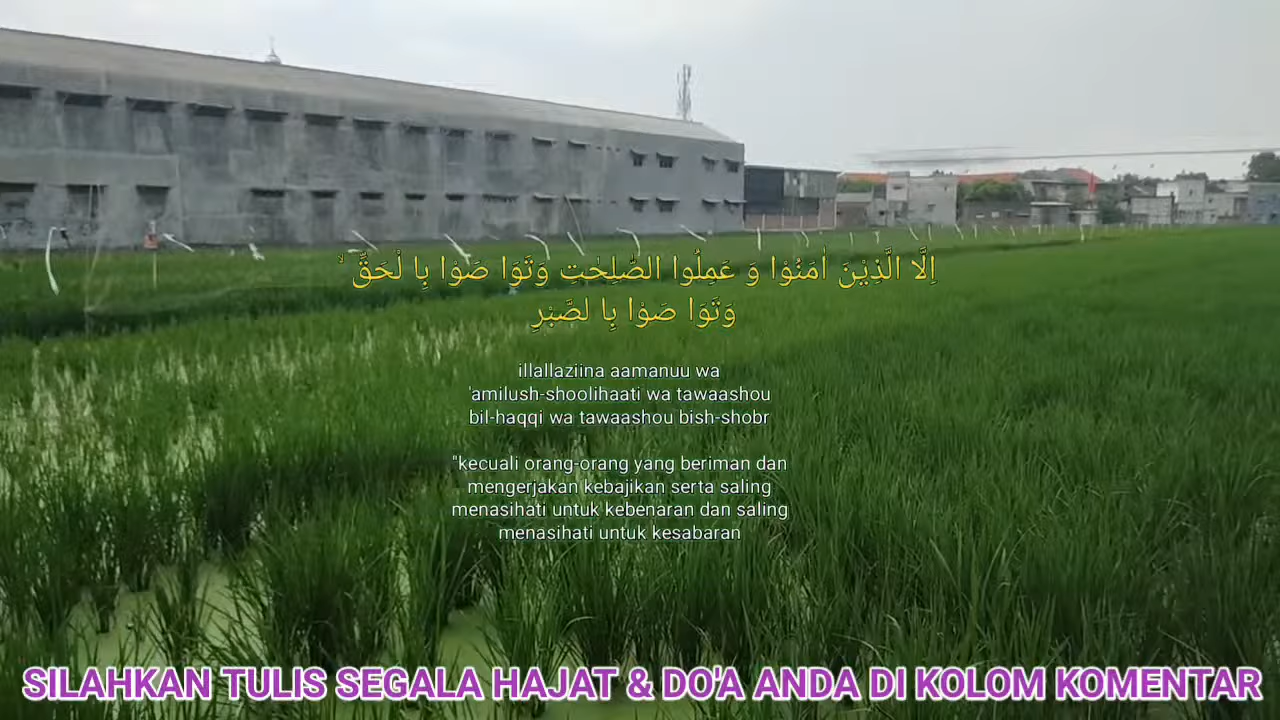 اِلَّا الَّذِيْنَ اٰمَنُوْا وَ عَمِلُوا الصّٰلِحٰتِ وَتَوَا صَوْا بِا لْحَقِّ ۙ
وَتَوَا صَوْا بِا لصَّبْرِ
illallaziina aamanuu wa
'amilush-shoolihaati wa tawaashou
bil-haqqi wa tawaashou bish-shobr
"kecuali orang-orang yang beriman dan
mengerjakan kebajikan serta saling
menasihati untuk kebenaran dan saling
menasihati untuk kesabaran
SILAHKAN TULIS SEGALA HAJAT & DO'A ANDA DI KOLOM KOMENTAR